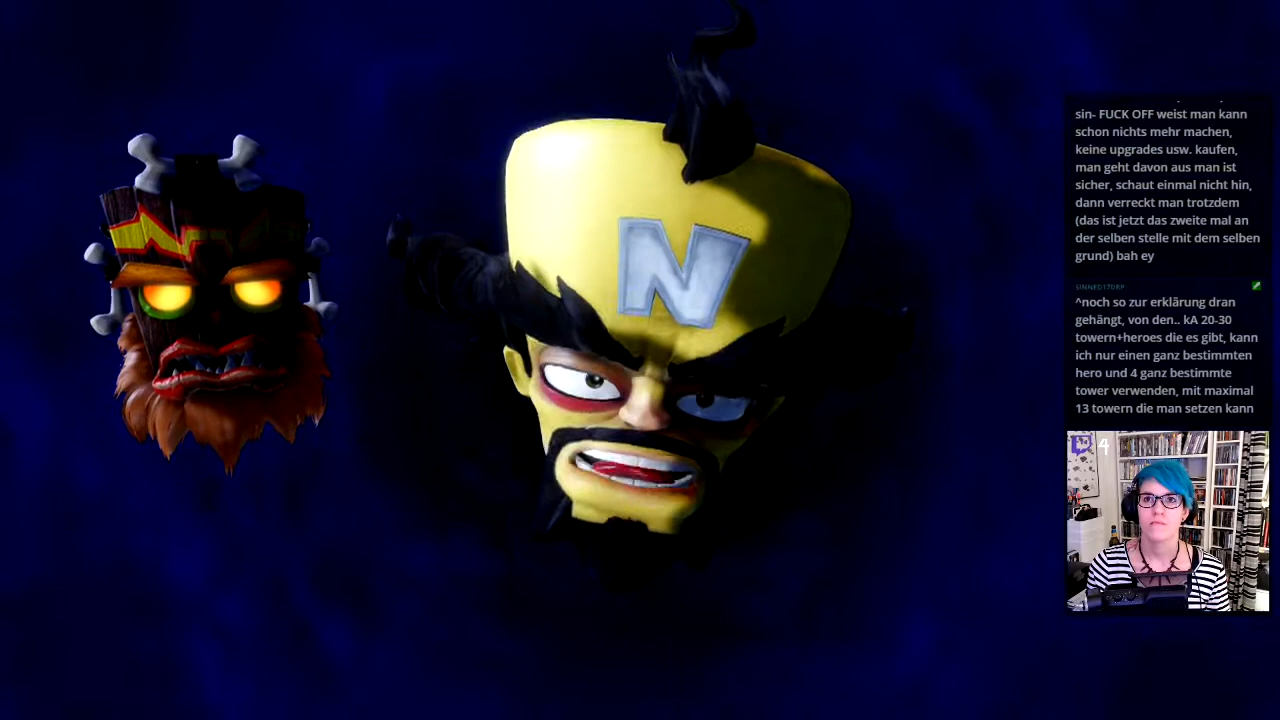 N
sin- FUCK OFF weist man kann
schon nichts mehr machen,
keine upgrades usw. kaufen,
man geht davon aus man ist
sicher, schaut einmal nicht hin,
dann verreckt man trotzdem
(das ist jetzt das zweite mal an
der selben stelle mit dem selben
grund) bah ey
^noch so zur erklärung dran
gehängt, von den.. kA 20-30
towern+heroes die es gibt, kann
ich nur einen ganz bestimmten
hero und 4 ganz bestimmte
tower verwenden, mit maximal
13 towern die man setzen kann
4